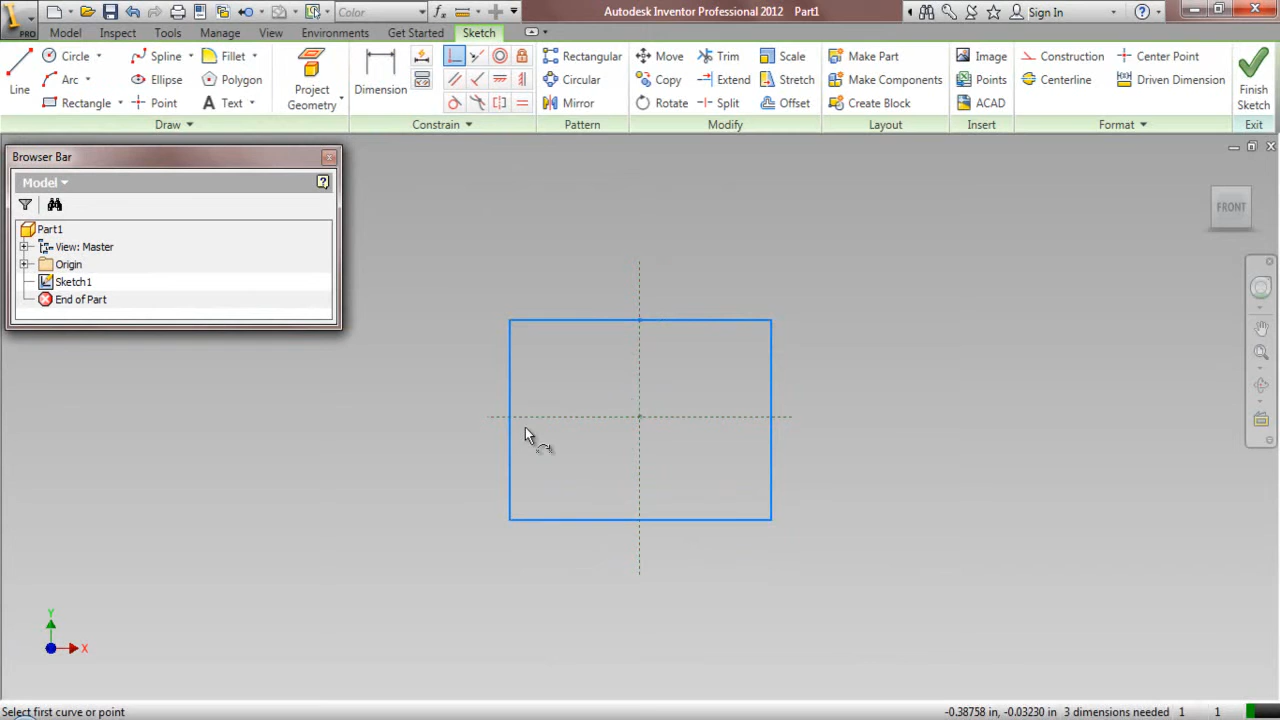 Color
Autodesk Inventor Professional 2012 Part1
Sign In
PRO
Model Inspect Tools Manage View Environments Get Started Sketch
Line
Circle
Arc
Rectangle
Spline
Ellipse
Point
Fillet
Polygon
Text
Project
Geometry
Draw
Dimension
Constrain
Rectangular
Circular
Mirror
Pattern
Move
Copy
Rotate
Trim
Extend
Split
Scale
Stretch
Offset
Modify
Make Part
Make Components
Create Block
Layout
Image
Points
ACAD
Insert
Construction
Centerline
Center Point
Driven Dimension
Format
Finish
Sketch
Exit
Browser Bar
Model
Part1
View: Master
Origin
Sketch1
End of Part
FRONT
Y
X
Select first curve or point
-0.38758 in, -0.03230 in 3 dimensions needed 1 1